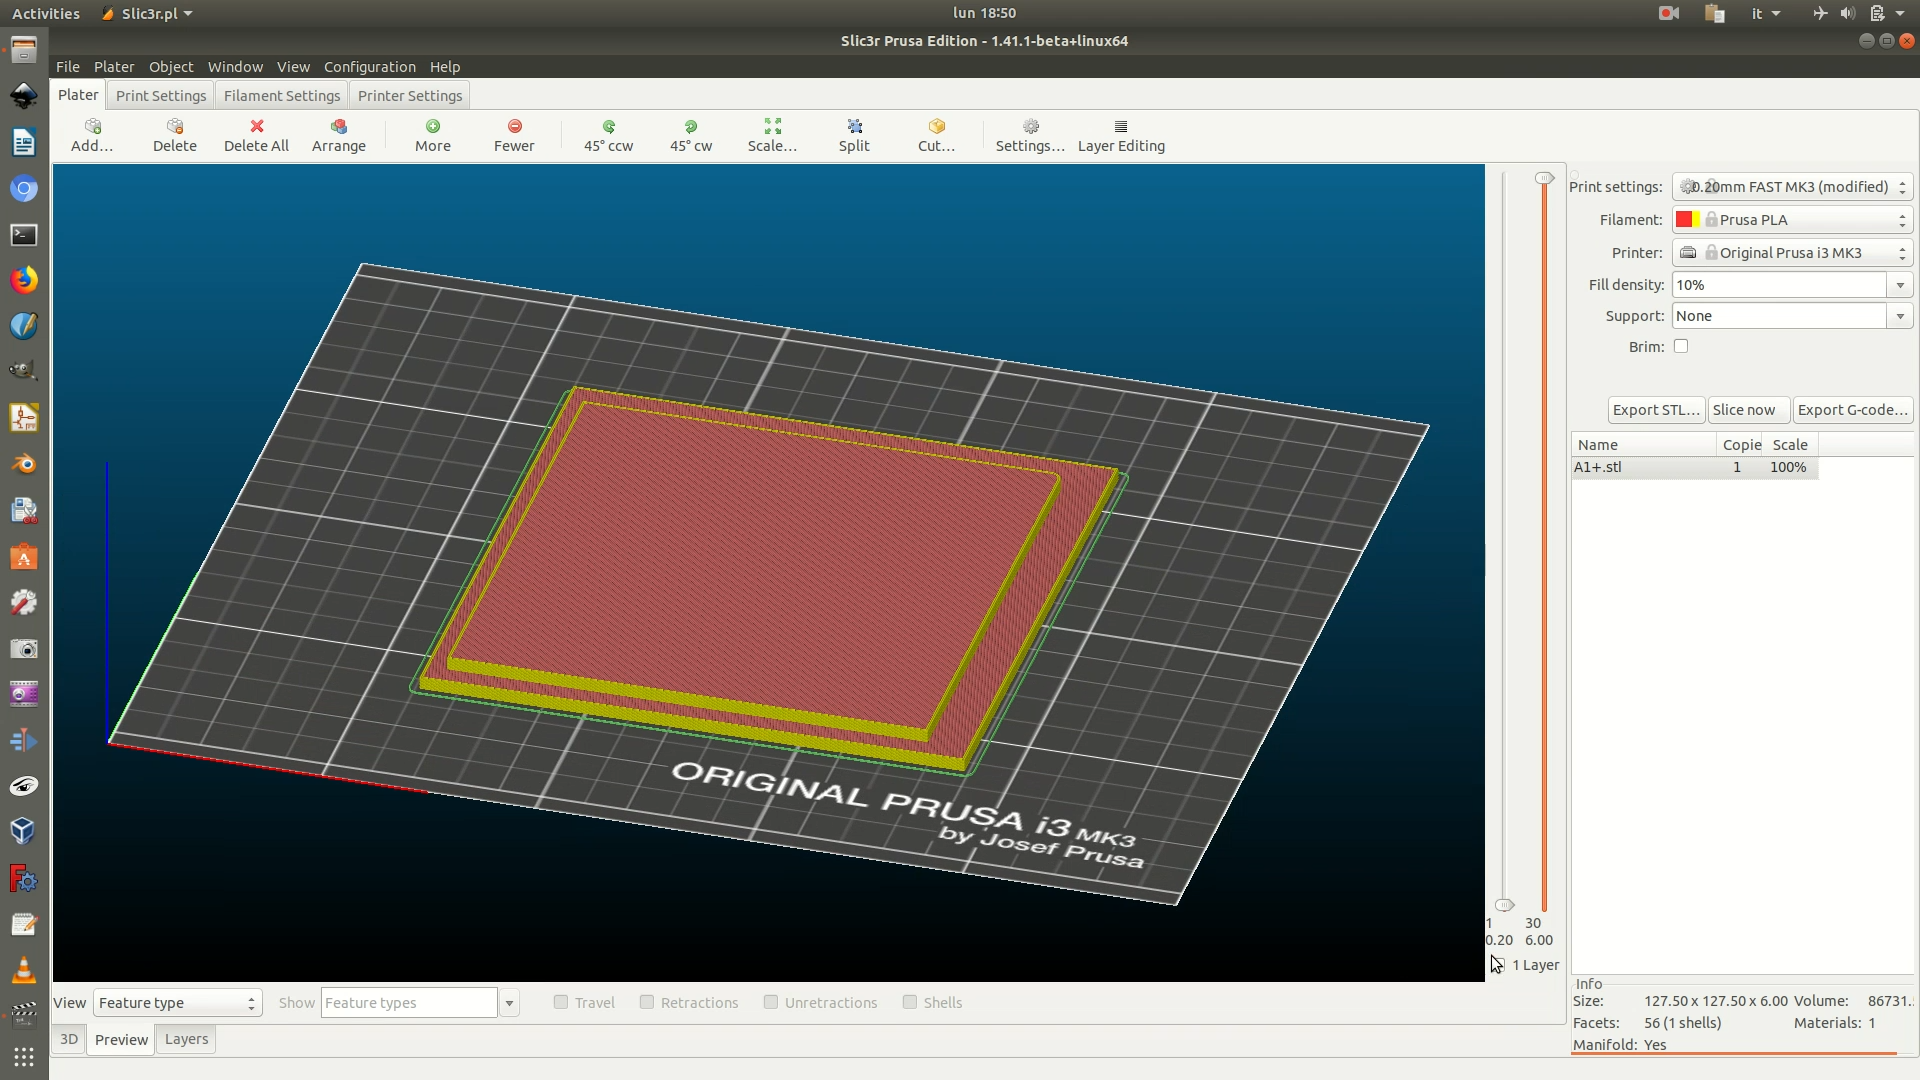 Activities
Slic3r.pl
lun 18:50
it
Slic3r Prusa Edition - 1.41.1-beta+linux64
File Plater Object Window View Configuration Help
Plater Print Settings Filament Settings Printer Settings
Add... Delete Delete All Arrange More Fewer 45° ccw 45° cw Scale... Split Cut... Settings... Layer Editing
Print settings: 0.20mm FAST MK3 (modified)
Filament: Prusa PLA
Printer: Original Prusa i3 MK3
Fill density: 10%
Support: None
Brim:
Export STL... Slice now Export G-code...
Name Copie Scale
A1+.stl 1 100%
ORIGINAL PRUSA i3 MK3
by Josef Prusa
1 30
0.20 6.00
1 Layer
View Feature type Show Feature types Travel Retractions Unretractions Shells
3D Preview Layers
Info
Size: 127.50 x 127.50 x 6.00 Volume: 86731.
Facets: 56 (1 shells) Materials: 1
Manifold: Yes